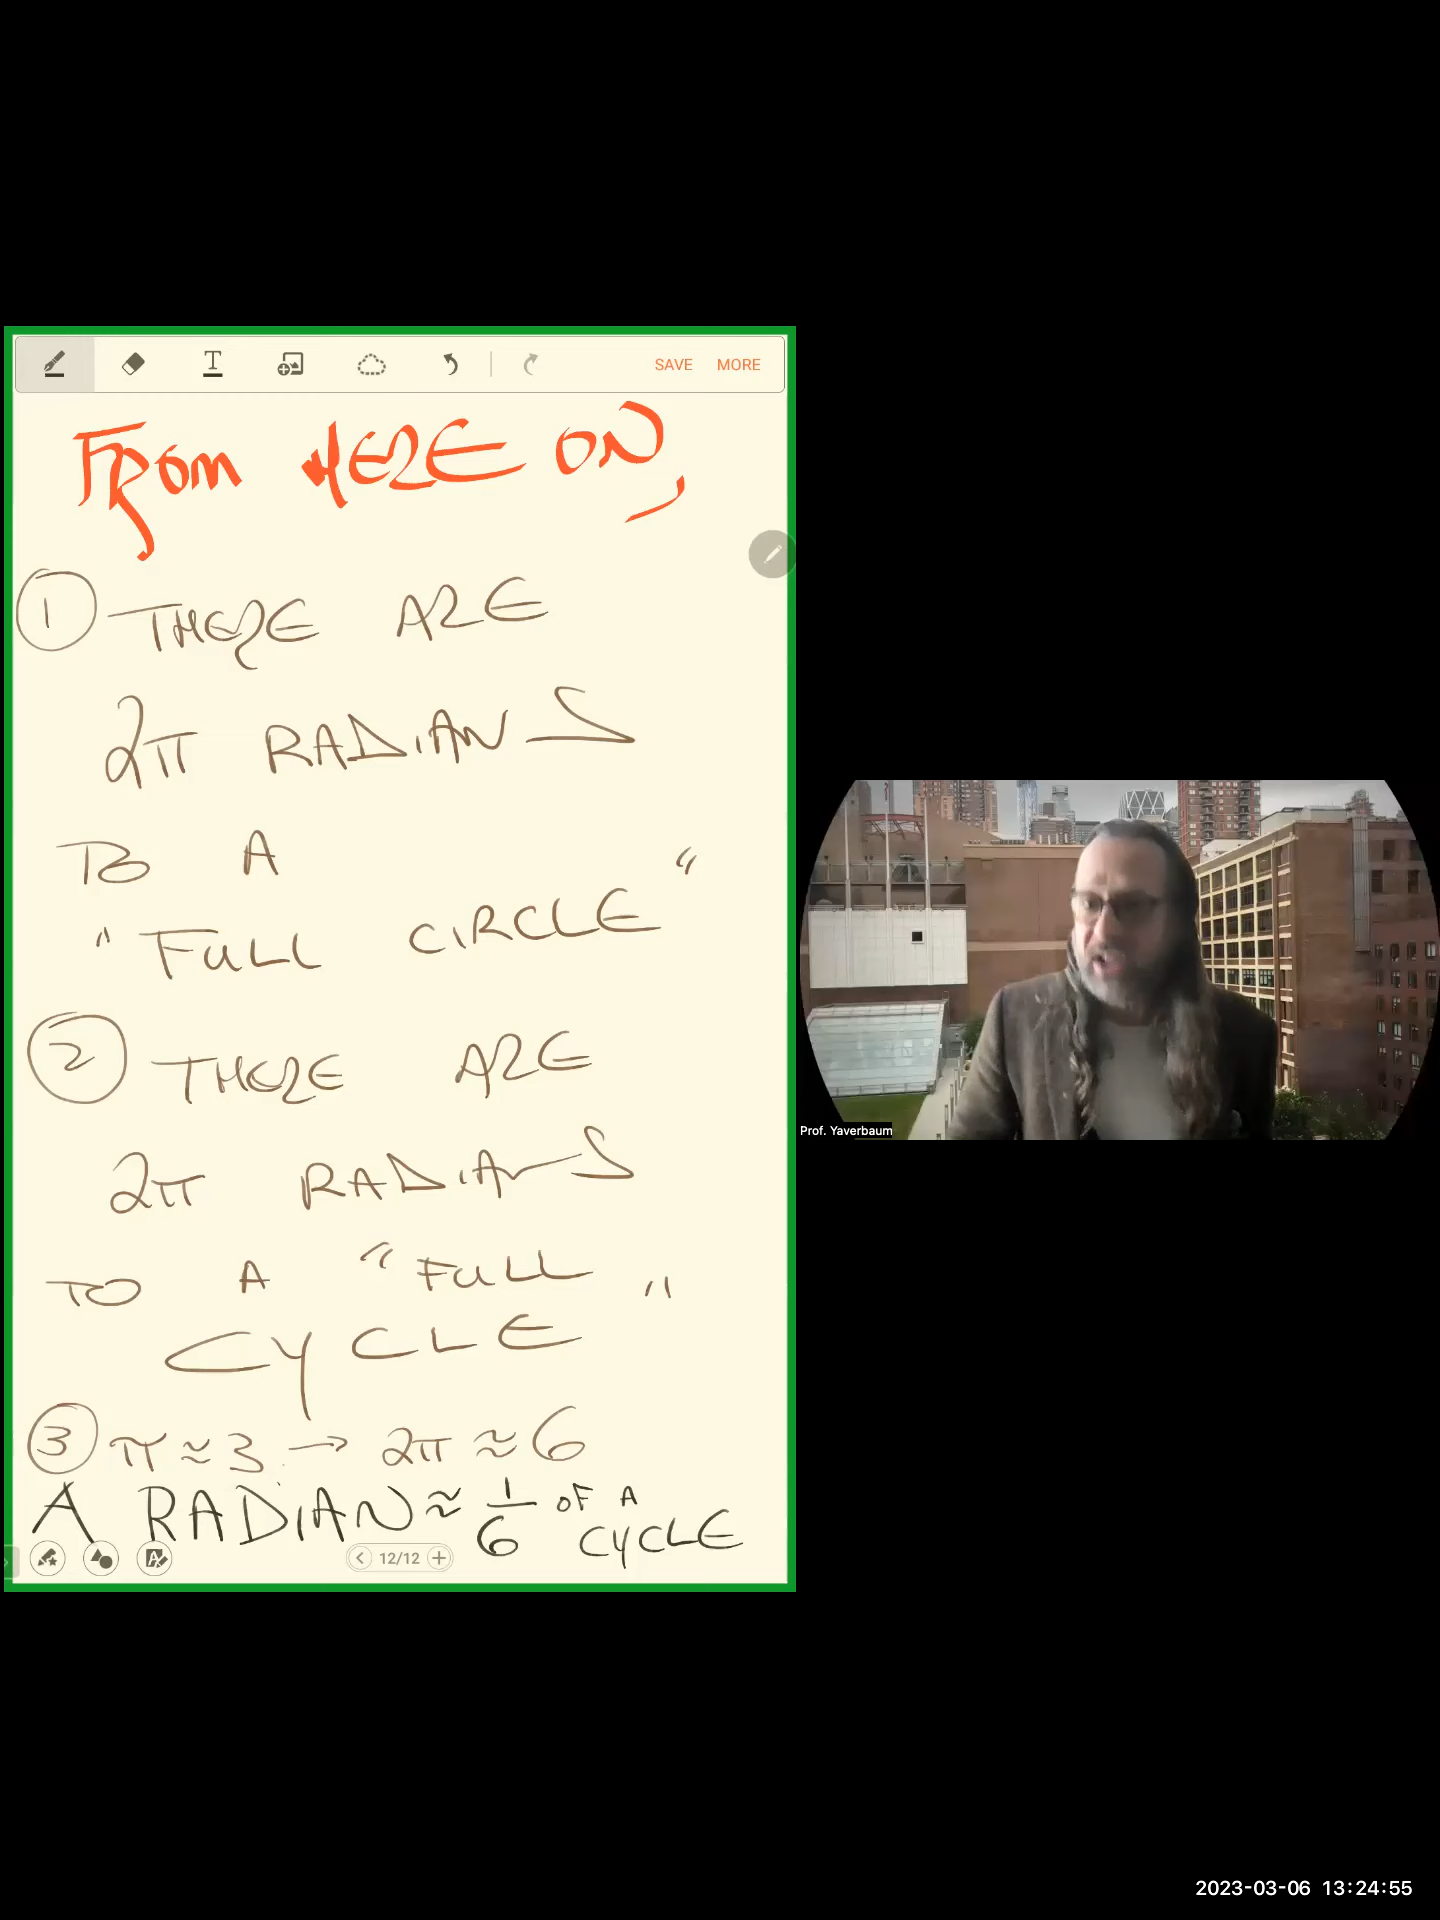 SAVE MORE
FROM HERE ON,
1 THERE ARE
2π RADIANS
TO A
"FULL CIRCLE"
2 THERE ARE
2π RADIANS
TO A "FULL
CYCLE"
3 π ≈ 3 → 2π ≈ 6
A RADIAN ≈ 1/6 OF A
CYCLE
12/12
Prof. Yaverbaum
2023-03-06 13:24:55